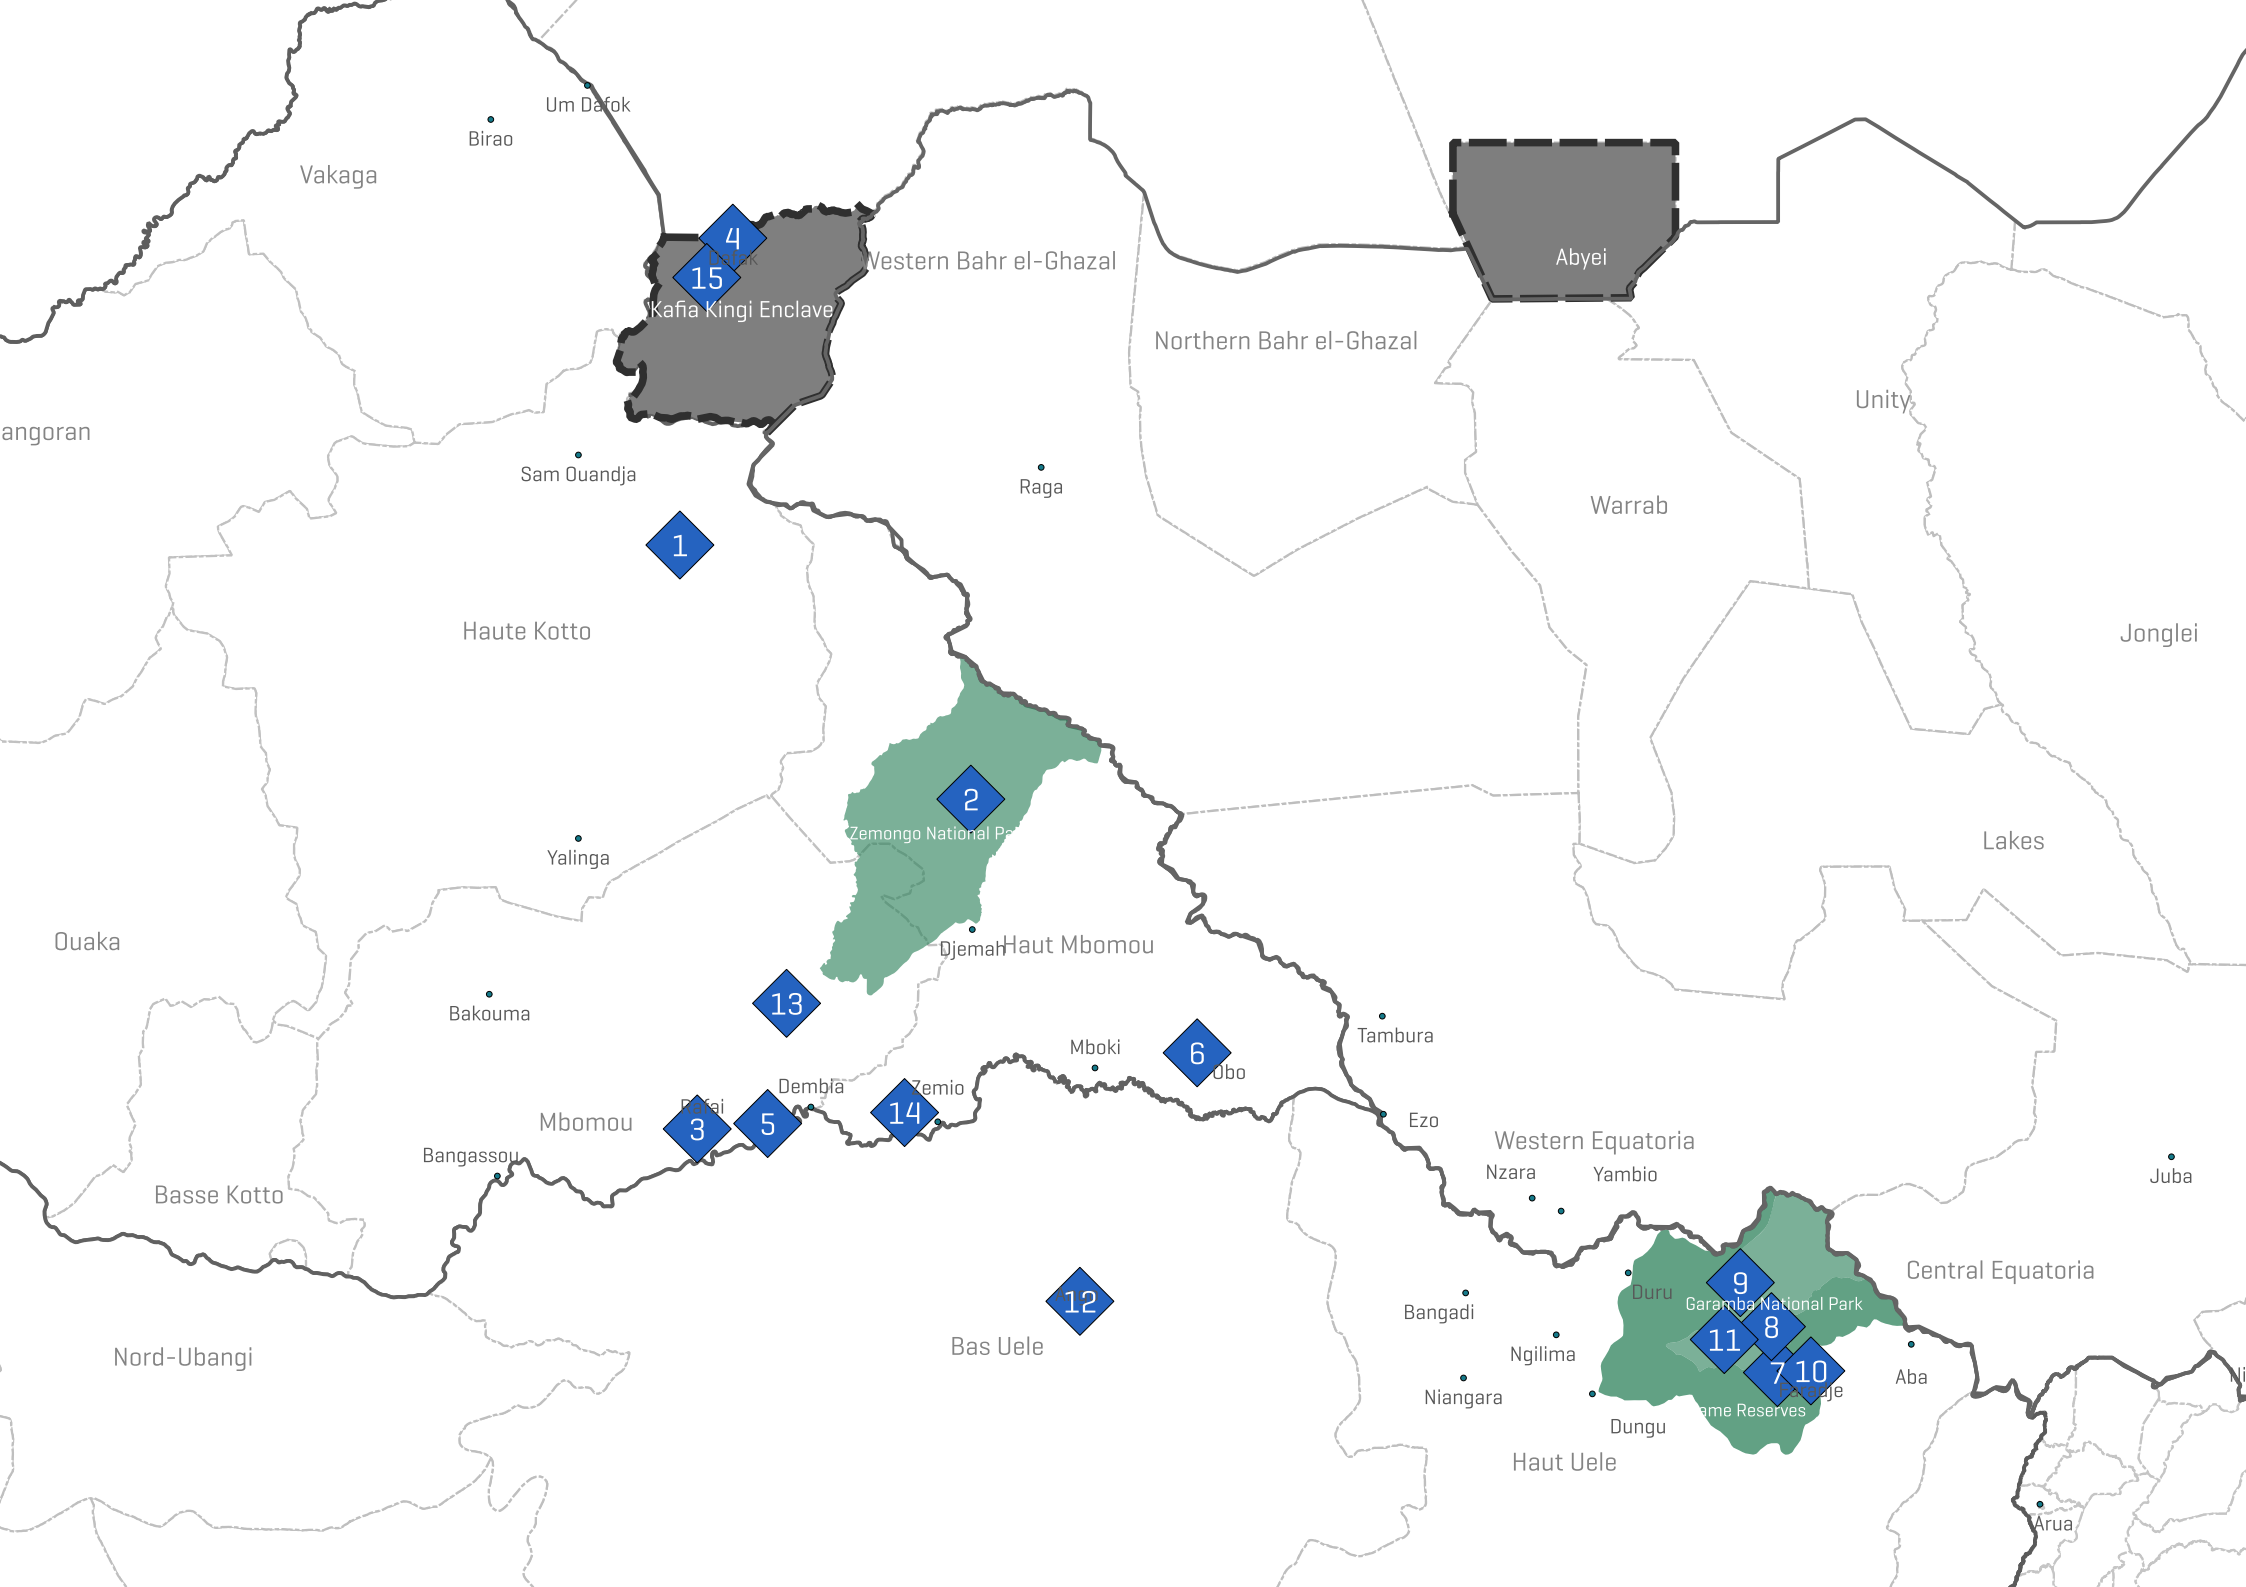 Um Dafok
Birao
Vakaga
4
15
Kafia Kingi Enclave
Western Bahr el-Ghazal
Abyei
Northern Bahr el-Ghazal
Unity
angoran
Sam Ouandja
Raga
Warrab
1
Haute Kotto
Jonglei
2
Zemongo National Pa
Yalinga
Lakes
Ouaka
Djemah
Haut Mbomou
13
Bakouma
Tambura
Mboki
6
Obo
Dembia
Zemio
14
Rafai
3
5
Mbomou
Ezo
Bangassou
Western Equatoria
Nzara
Yambio
Juba
Basse Kotto
Central Equatoria
9
Duru
Garamba National Park
12
Bangadi
8
11
Bas Uele
Ngilima
Nord-Ubangi
7
10
Aba
Niangara
ame Reserves
Dungu
Haut Uele
Arua